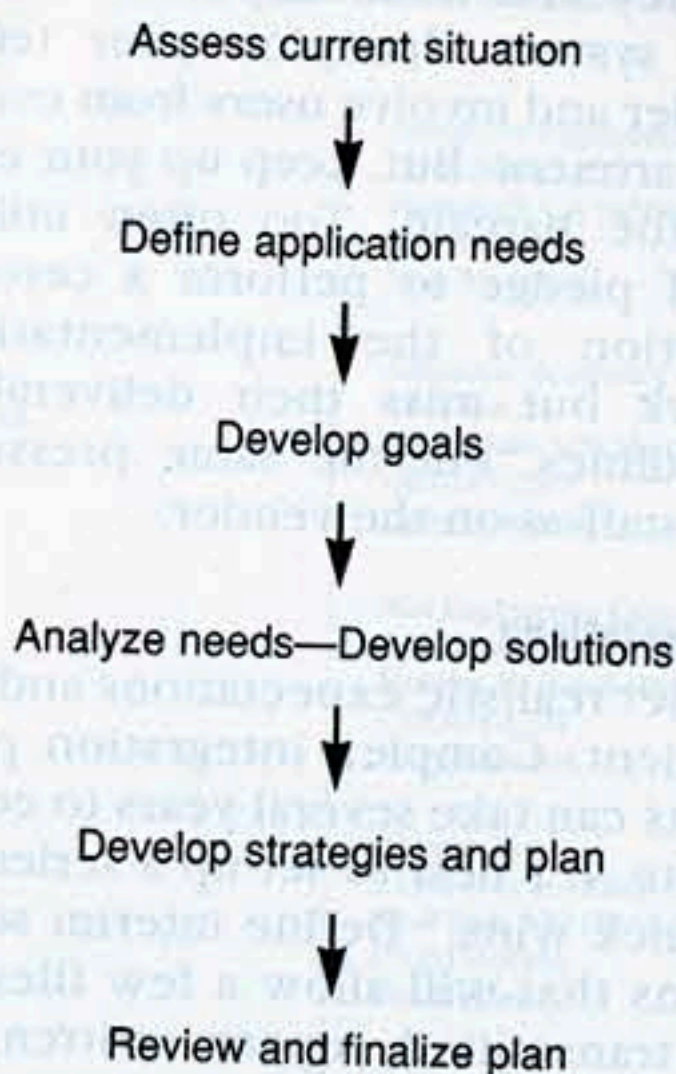 Assess current situation
Define application needs
Develop goals
Analyze needs—Develop solutions
Develop strategies and plan
Review and finalize plan